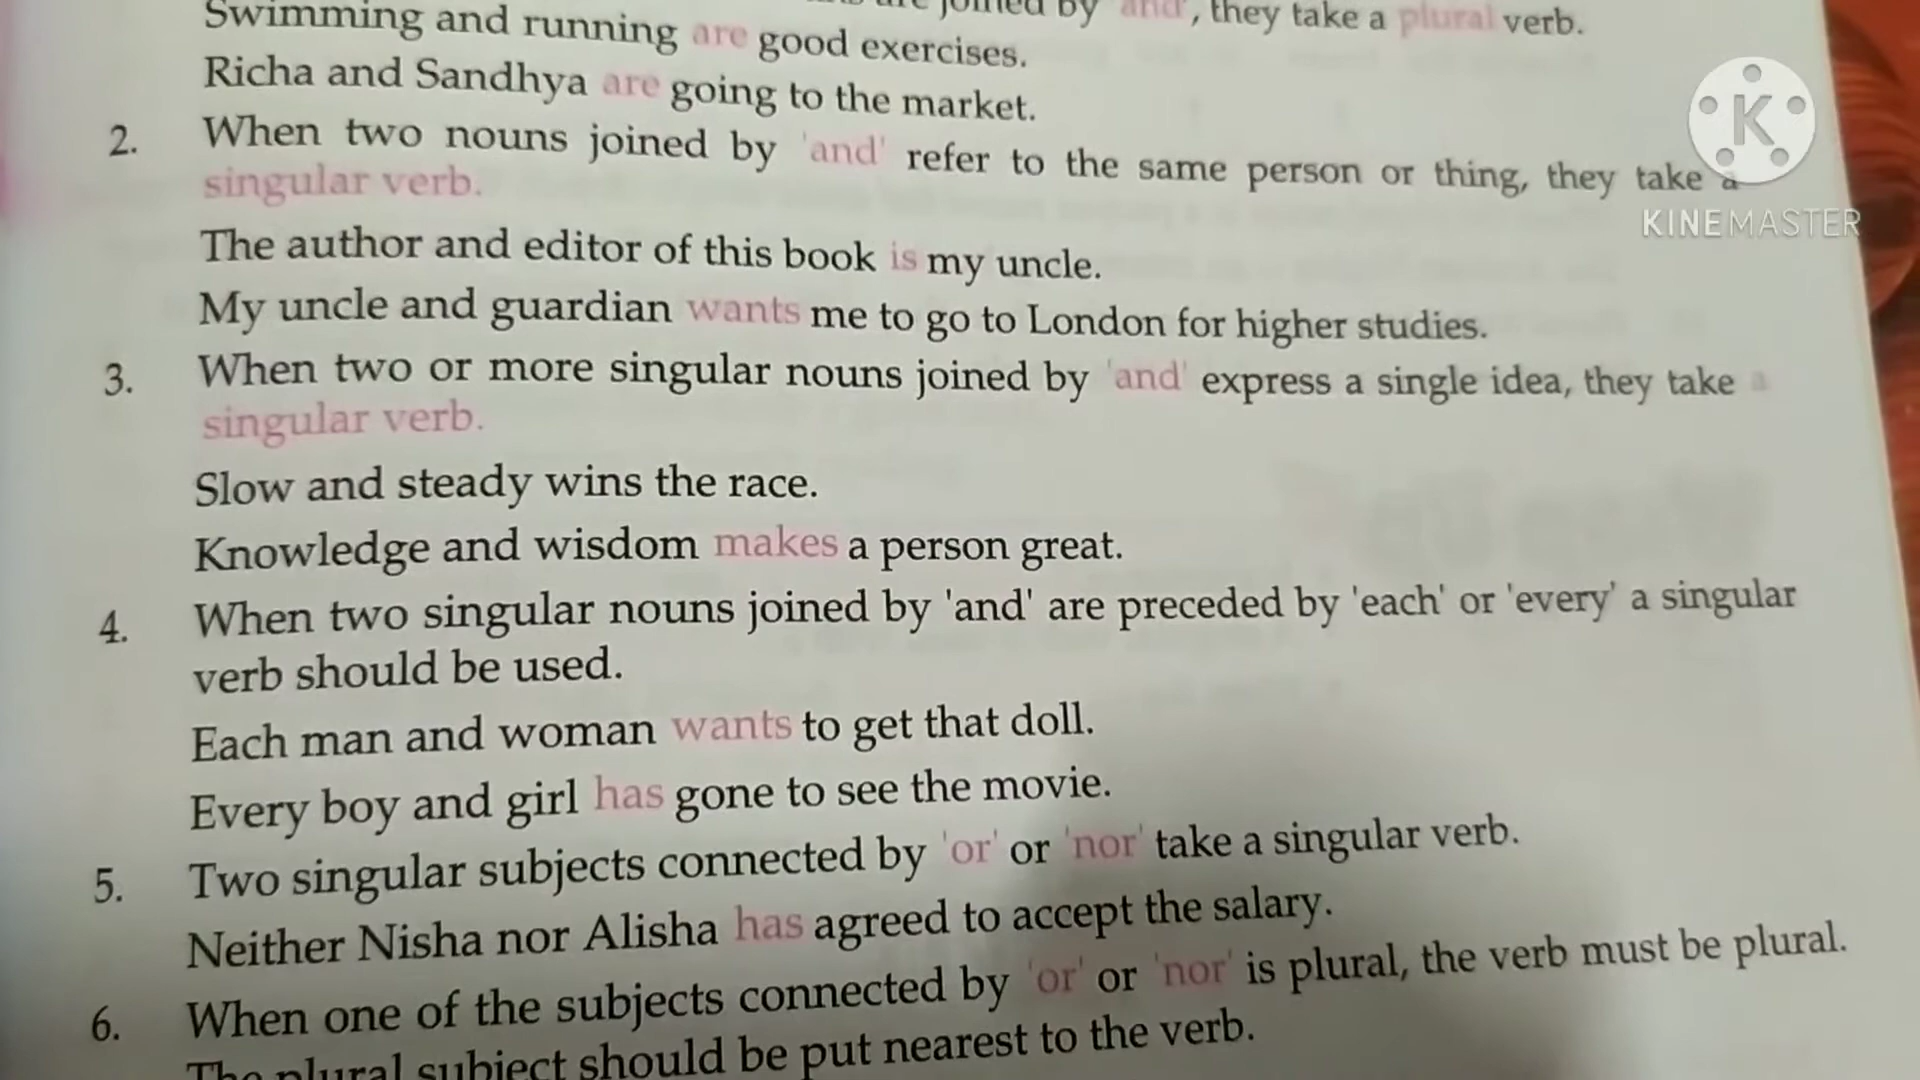 are joined by 'and', they take a plural verb.
Swimming and running are good exercises.
Richa and Sandhya are going to the market.
2. When two nouns joined by 'and' refer to the same person or thing, they take a
singular verb.
The author and editor of this book is my uncle.
My uncle and guardian wants me to go to London for higher studies.
3. When two or more singular nouns joined by 'and' express a single idea, they take a
singular verb.
Slow and steady wins the race.
Knowledge and wisdom makes a person great.
4. When two singular nouns joined by 'and' are preceded by 'each' or 'every' a singular
verb should be used.
Each man and woman wants to get that doll.
Every boy and girl has gone to see the movie.
5. Two singular subjects connected by 'or' or 'nor' take a singular verb.
Neither Nisha nor Alisha has agreed to accept the salary.
6. When one of the subjects connected by 'or' or 'nor' is plural, the verb must be plural.
The plural subject should be put nearest to the verb.
K
KINEMASTER